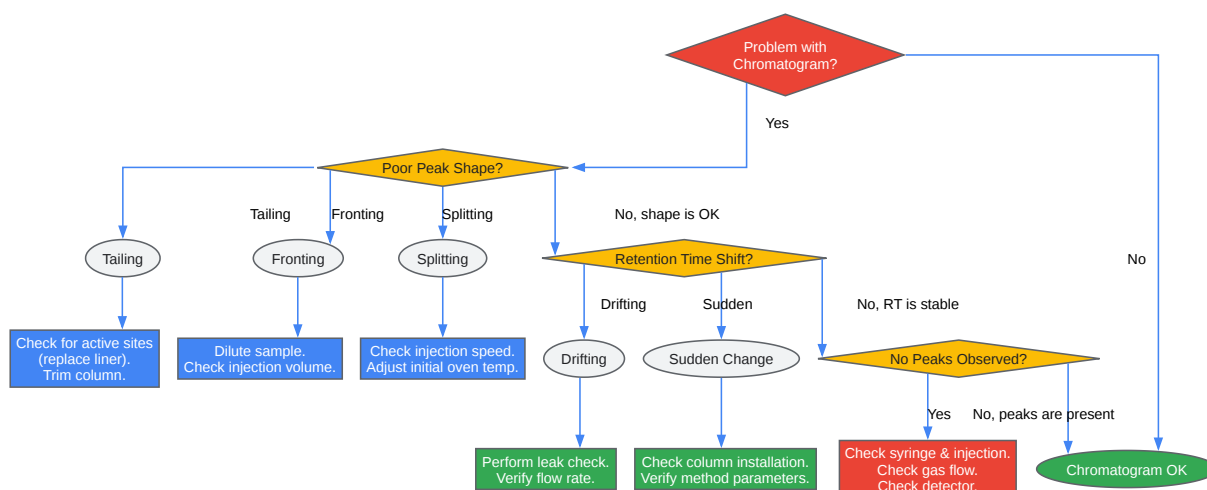 Problem with
Chromatogram?
Yes
Poor Peak Shape?
Tailing
Fronting
Splitting
No, shape is OK
Tailing
Fronting
Splitting
Retention Time Shift?
No
Drifting
Sudden
No, RT is stable
Check for active sites
(replace liner).
Trim column.
Dilute sample.
Check injection volume.
Check injection speed.
Adjust initial oven temp.
Drifting
Sudden Change
No Peaks Observed?
Yes
No, peaks are present
Perform leak check.
Verify flow rate.
Check column installation.
Verify method parameters.
Check syringe & injection.
Check gas flow.
Check detector.
Chromatogram OK